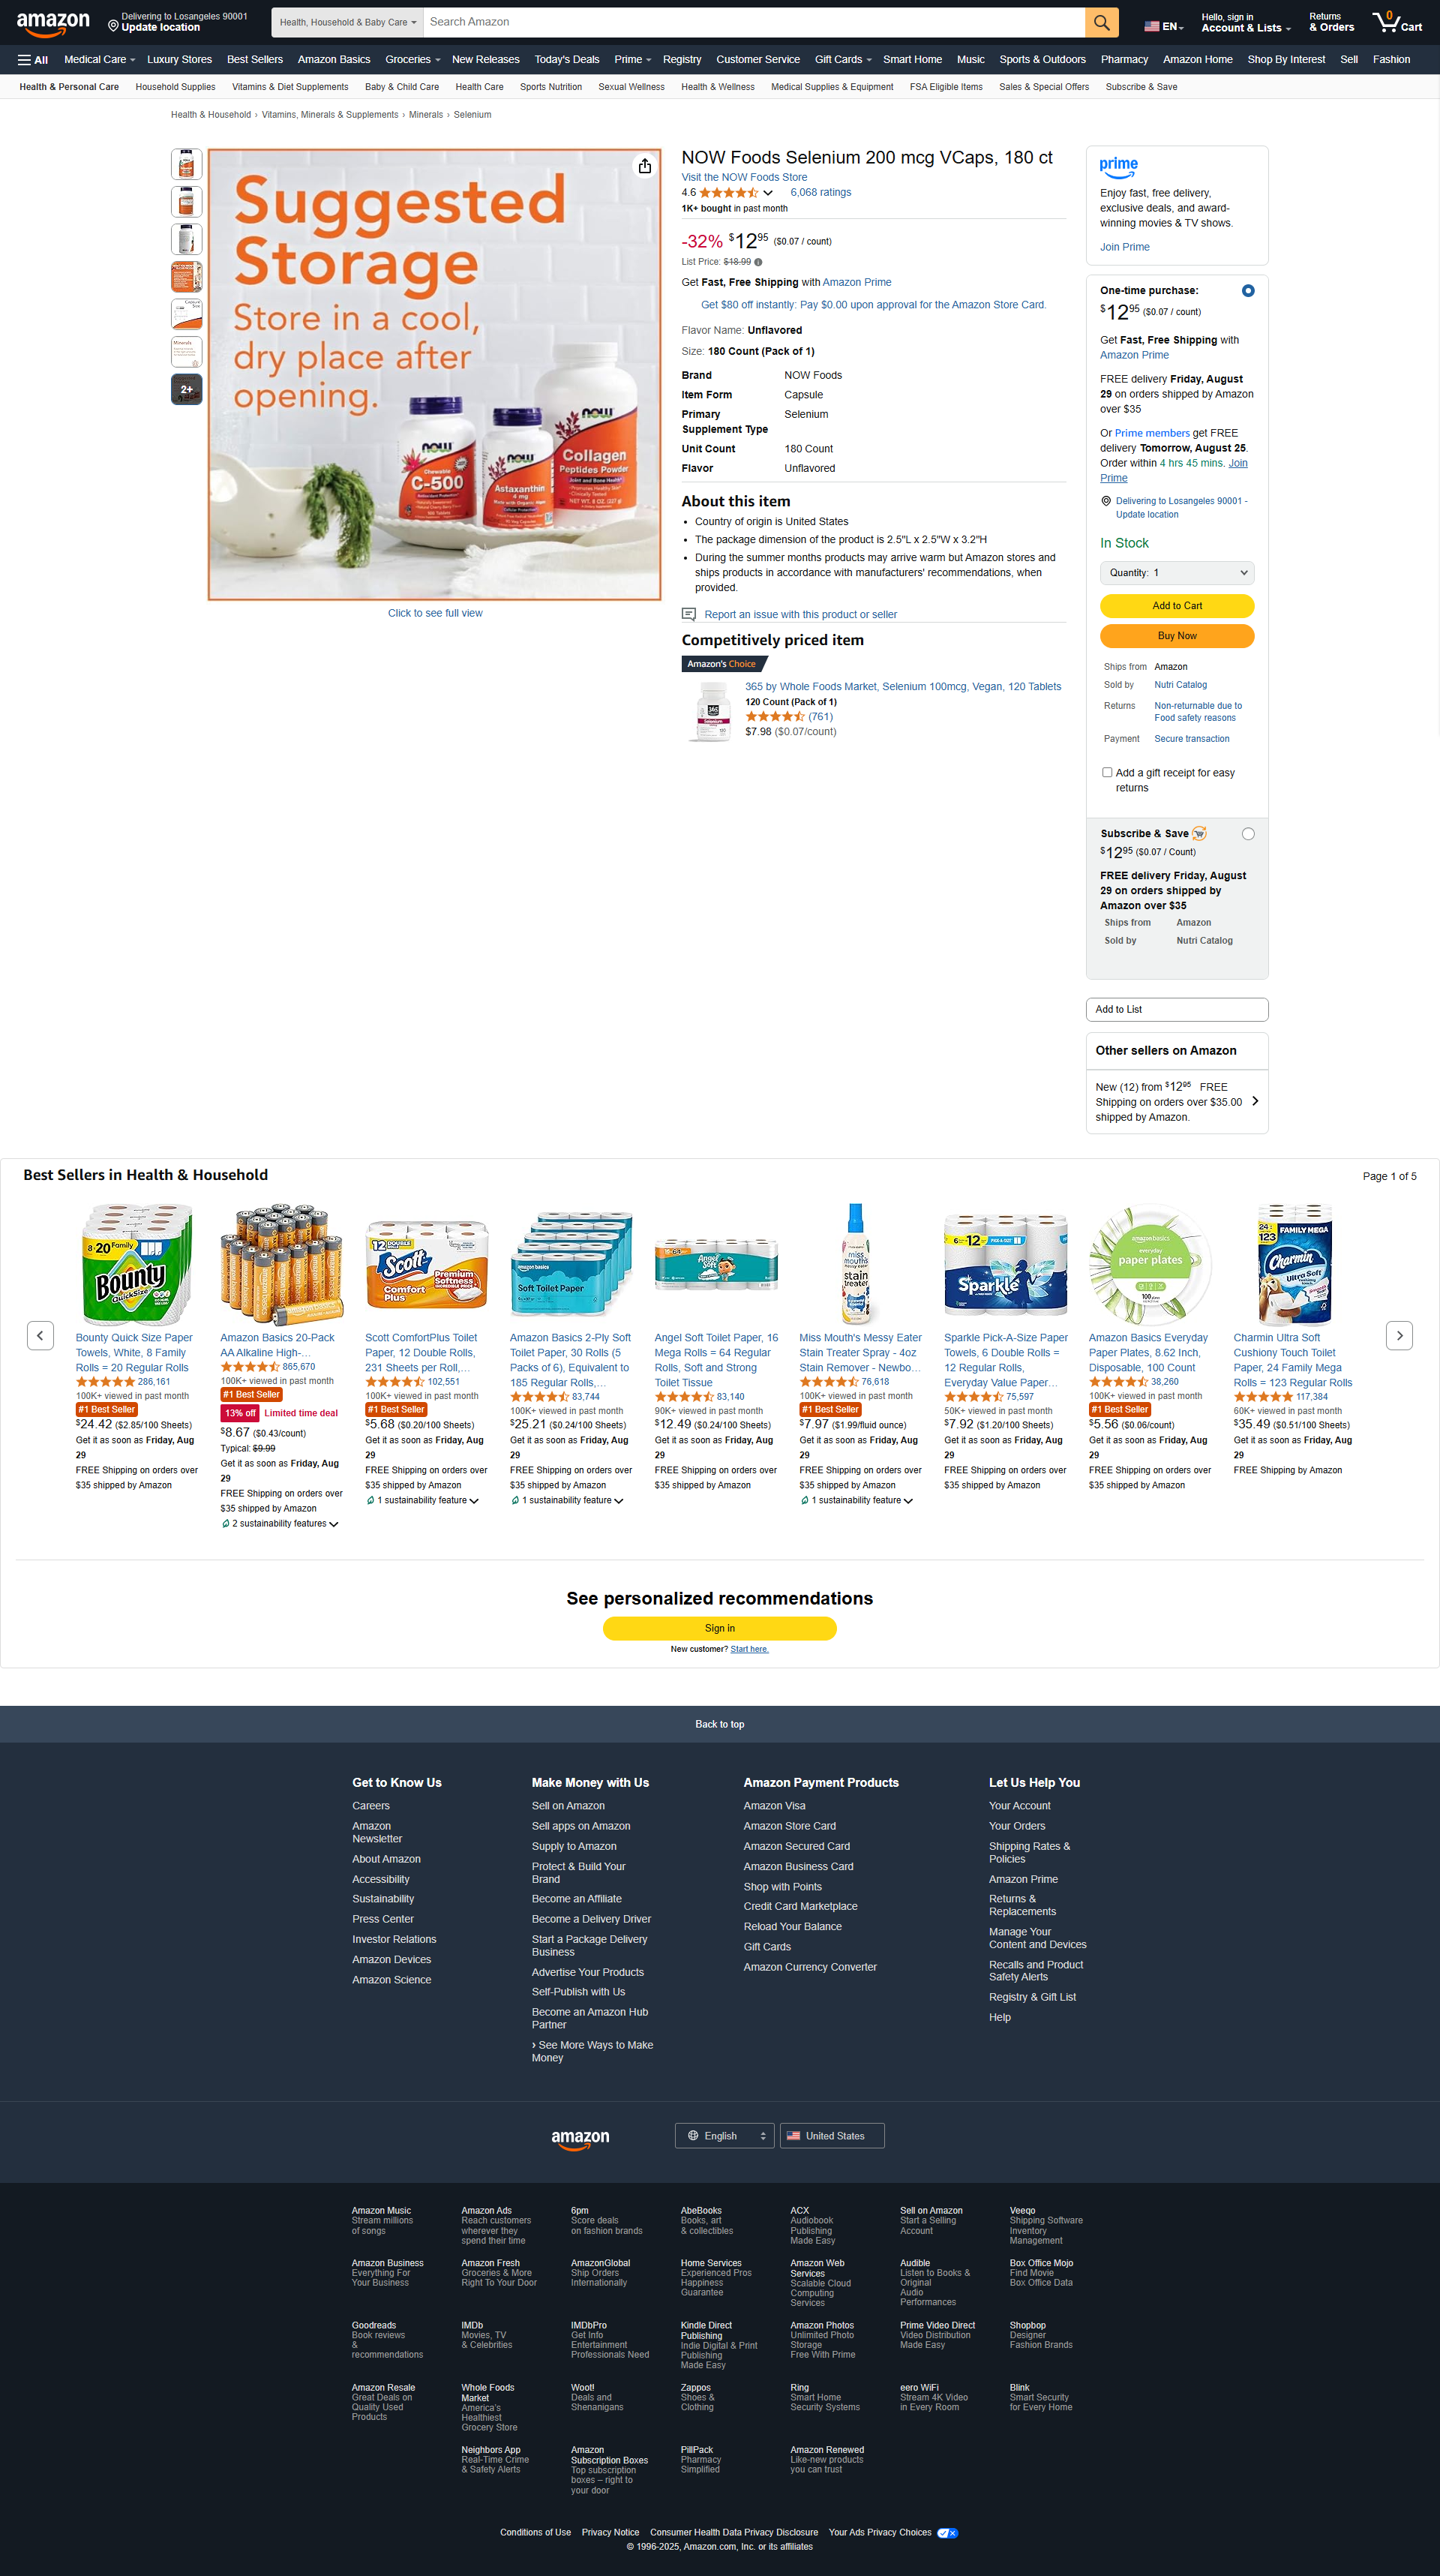 amazon
Delivering to Losangeles 90001
Update location
Health, Household & Baby Care
Search Amazon
EN
Hello, sign in
Account & Lists
Returns
& Orders
0
Cart
All
Medical Care
Luxury Stores
Best Sellers
Amazon Basics
Groceries
New Releases
Today's Deals
Prime
Registry
Customer Service
Gift Cards
Smart Home
Music
Sports & Outdoors
Pharmacy
Amazon Home
Shop By Interest
Sell
Fashion
Health & Personal Care
Household Supplies
Vitamins & Diet Supplements
Baby & Child Care
Health Care
Sports Nutrition
Sexual Wellness
Health & Wellness
Medical Supplies & Equipment
FSA Eligible Items
Sales & Special Offers
Subscribe & Save
Health & Household › Vitamins, Minerals & Supplements › Minerals › Selenium
2+
Suggested
Storage
Store in a cool,
dry place after
opening.
NOW
Chewable
C-500
NOW
Astaxanthin
4 mg
NOW
Collagen
Peptides Powder
Click to see full view
NOW Foods Selenium 200 mcg VCaps, 180 ct
Visit the NOW Foods Store
4.6
6,068 ratings
1K+ bought in past month
-32% $12.95 ($0.07 / count)
List Price: $18.99
Get Fast, Free Shipping with Amazon Prime
Get $80 off instantly: Pay $0.00 upon approval for the Amazon Store Card.
Flavor Name: Unflavored
Size: 180 Count (Pack of 1)
Brand NOW Foods
Item Form Capsule
Primary
Supplement Type Selenium
Unit Count 180 Count
Flavor Unflavored
About this item
Country of origin is United States
The package dimension of the product is 2.5"L x 2.5"W x 3.2"H
During the summer months products may arrive warm but Amazon stores and
ships products in accordance with manufacturers' recommendations, when
provided.
Report an issue with this product or seller
Competitively priced item
Amazon's Choice
365 by Whole Foods Market, Selenium 100mcg, Vegan, 120 Tablets
120 Count (Pack of 1)
(761)
$7.98 ($0.07/count)
prime
Enjoy fast, free delivery,
exclusive deals, and award-
winning movies & TV shows.
Join Prime
One-time purchase:
$12.95 ($0.07 / count)
Get Fast, Free Shipping with
Amazon Prime
FREE delivery Friday, August
29 on orders shipped by Amazon
over $35
Or Prime members get FREE
delivery Tomorrow, August 25.
Order within 4 hrs 45 mins. Join
Prime
Delivering to Losangeles 90001 -
Update location
In Stock
Quantity: 1
Add to Cart
Buy Now
Ships from Amazon
Sold by Nutri Catalog
Returns Non-returnable due to
Food safety reasons
Payment Secure transaction
Add a gift receipt for easy
returns
Subscribe & Save
$12.95 ($0.07 / Count)
FREE delivery Friday, August
29 on orders shipped by
Amazon over $35
Ships from Amazon
Sold by Nutri Catalog
Add to List
Other sellers on Amazon
New (12) from $12.95 FREE
Shipping on orders over $35.00
shipped by Amazon.
Best Sellers in Health & Household
Page 1 of 5
Bounty Quick Size Paper
Towels, White, 8 Family
Rolls = 20 Regular Rolls
286,161
100K+ viewed in past month
#1 Best Seller
$24.42 ($2.85/100 Sheets)
Get it as soon as Friday, Aug
29
FREE Shipping on orders over
$35 shipped by Amazon
Amazon Basics 20-Pack
AA Alkaline High-...
865,670
100K+ viewed in past month
#1 Best Seller
13% off Limited time deal
$8.67 ($0.43/count)
Typical: $9.99
Get it as soon as Friday, Aug
29
FREE Shipping on orders over
$35 shipped by Amazon
2 sustainability features
Scott ComfortPlus Toilet
Paper, 12 Double Rolls,
231 Sheets per Roll,...
102,551
100K+ viewed in past month
#1 Best Seller
$5.68 ($0.20/100 Sheets)
Get it as soon as Friday, Aug
29
FREE Shipping on orders over
$35 shipped by Amazon
1 sustainability feature
Amazon Basics 2-Ply Soft
Toilet Paper, 30 Rolls (5
Packs of 6), Equivalent to
185 Regular Rolls,...
83,744
100K+ viewed in past month
$25.21 ($0.24/100 Sheets)
Get it as soon as Friday, Aug
29
FREE Shipping on orders over
$35 shipped by Amazon
1 sustainability feature
Angel Soft Toilet Paper, 16
Mega Rolls = 64 Regular
Rolls, Soft and Strong
Toilet Tissue
83,140
90K+ viewed in past month
$12.49 ($0.24/100 Sheets)
Get it as soon as Friday, Aug
29
FREE Shipping on orders over
$35 shipped by Amazon
Miss Mouth's Messy Eater
Stain Treater Spray - 4oz
Stain Remover - Newbo...
76,618
100K+ viewed in past month
#1 Best Seller
$7.97 ($1.99/fluid ounce)
Get it as soon as Friday, Aug
29
FREE Shipping on orders over
$35 shipped by Amazon
1 sustainability feature
Sparkle Pick-A-Size Paper
Towels, 6 Double Rolls =
12 Regular Rolls,
Everyday Value Paper...
75,597
50K+ viewed in past month
$7.92 ($1.20/100 Sheets)
Get it as soon as Friday, Aug
29
FREE Shipping on orders over
$35 shipped by Amazon
Amazon Basics Everyday
Paper Plates, 8.62 Inch,
Disposable, 100 Count
38,260
100K+ viewed in past month
#1 Best Seller
$5.56 ($0.06/count)
Get it as soon as Friday, Aug
29
FREE Shipping on orders over
$35 shipped by Amazon
Charmin Ultra Soft
Cushiony Touch Toilet
Paper, 24 Family Mega
Rolls = 123 Regular Rolls
117,384
60K+ viewed in past month
$35.49 ($0.51/100 Sheets)
Get it as soon as Friday, Aug
29
FREE Shipping by Amazon
See personalized recommendations
Sign in
New customer? Start here.
Back to top
Get to Know Us
Careers
Amazon
Newsletter
About Amazon
Accessibility
Sustainability
Press Center
Investor Relations
Amazon Devices
Amazon Science
Make Money with Us
Sell on Amazon
Sell apps on Amazon
Supply to Amazon
Protect & Build Your
Brand
Become an Affiliate
Become a Delivery Driver
Start a Package Delivery
Business
Advertise Your Products
Self-Publish with Us
Become an Amazon Hub
Partner
› See More Ways to Make
Money
Amazon Payment Products
Amazon Visa
Amazon Store Card
Amazon Secured Card
Amazon Business Card
Shop with Points
Credit Card Marketplace
Reload Your Balance
Gift Cards
Amazon Currency Converter
Let Us Help You
Your Account
Your Orders
Shipping Rates &
Policies
Amazon Prime
Returns &
Replacements
Manage Your
Content and Devices
Recalls and Product
Safety Alerts
Registry & Gift List
Help
amazon
English
United States
Amazon Music
Stream millions
of songs
Amazon Ads
Reach customers
wherever they
spend their time
6pm
Score deals
on fashion brands
AbeBooks
Books, art
& collectibles
ACX
Audiobook
Publishing
Made Easy
Sell on Amazon
Start a Selling
Account
Veeqo
Shipping Software
Inventory
Management
Amazon Business
Everything For
Your Business
Amazon Fresh
Groceries & More
Right To Your Door
AmazonGlobal
Ship Orders
Internationally
Home Services
Experienced Pros
Happiness
Guarantee
Amazon Web
Services
Scalable Cloud
Computing
Services
Audible
Listen to Books &
Original
Audio
Performances
Box Office Mojo
Find Movie
Box Office Data
Goodreads
Book reviews
&
recommendations
IMDb
Movies, TV
& Celebrities
IMDbPro
Get Info
Entertainment
Professionals Need
Kindle Direct
Publishing
Indie Digital & Print
Publishing
Made Easy
Amazon Photos
Unlimited Photo
Storage
Free With Prime
Prime Video Direct
Video Distribution
Made Easy
Shopbop
Designer
Fashion Brands
Amazon Resale
Great Deals on
Quality Used
Products
Whole Foods
Market
America's
Healthiest
Grocery Store
Woot!
Deals and
Shenanigans
Zappos
Shoes &
Clothing
Ring
Smart Home
Security Systems
eero WiFi
Stream 4K Video
in Every Room
Blink
Smart Security
for Every Home
Neighbors App
Real-Time Crime
& Safety Alerts
Amazon
Subscription Boxes
Top subscription
boxes – right to
your door
PillPack
Pharmacy
Simplified
Amazon Renewed
Like-new products
you can trust
Conditions of Use
Privacy Notice
Consumer Health Data Privacy Disclosure
Your Ads Privacy Choices
© 1996-2025, Amazon.com, Inc. or its affiliates